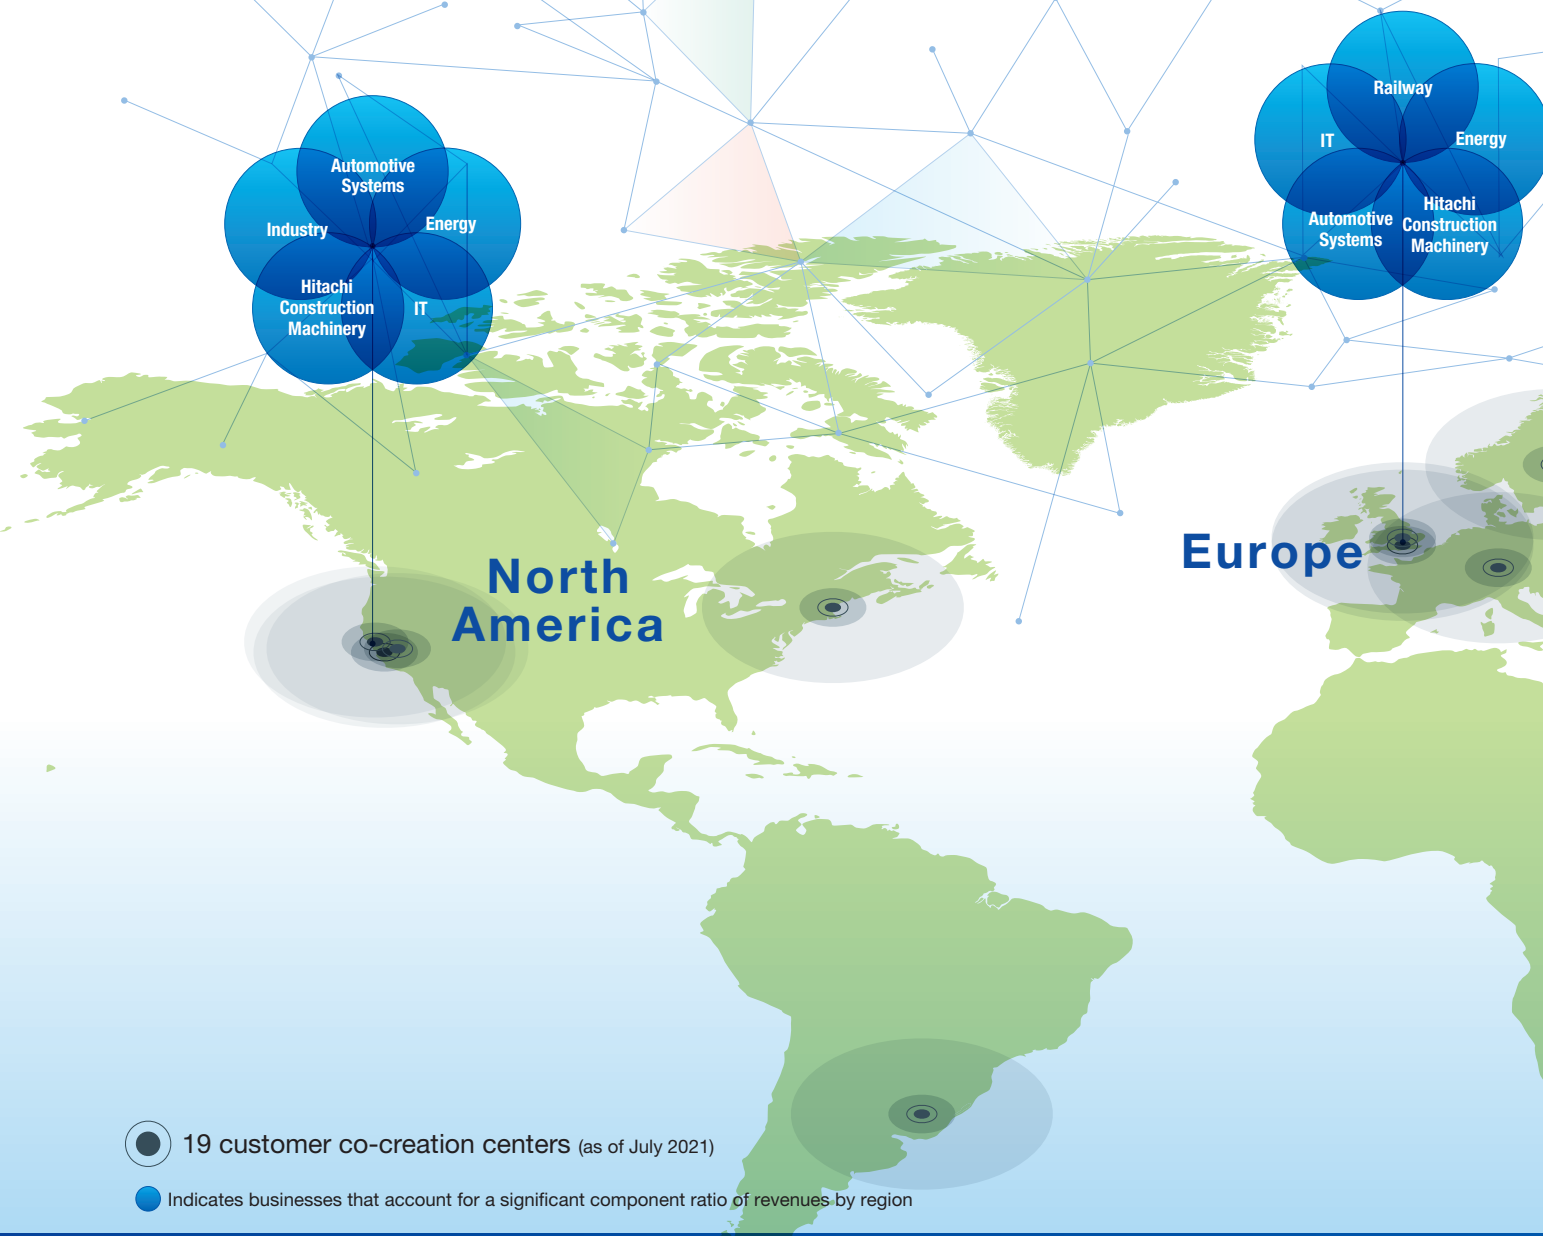 Automotive
Systems
Industry
Energy
Hitachi
Construction
Machinery
IT
Railway
IT
Energy
Automotive
Systems
Hitachi
Construction
Machinery
North
America
Europe
19 customer co-creation centers (as of July 2021)
Indicates businesses that account for a significant component ratio of revenues by region